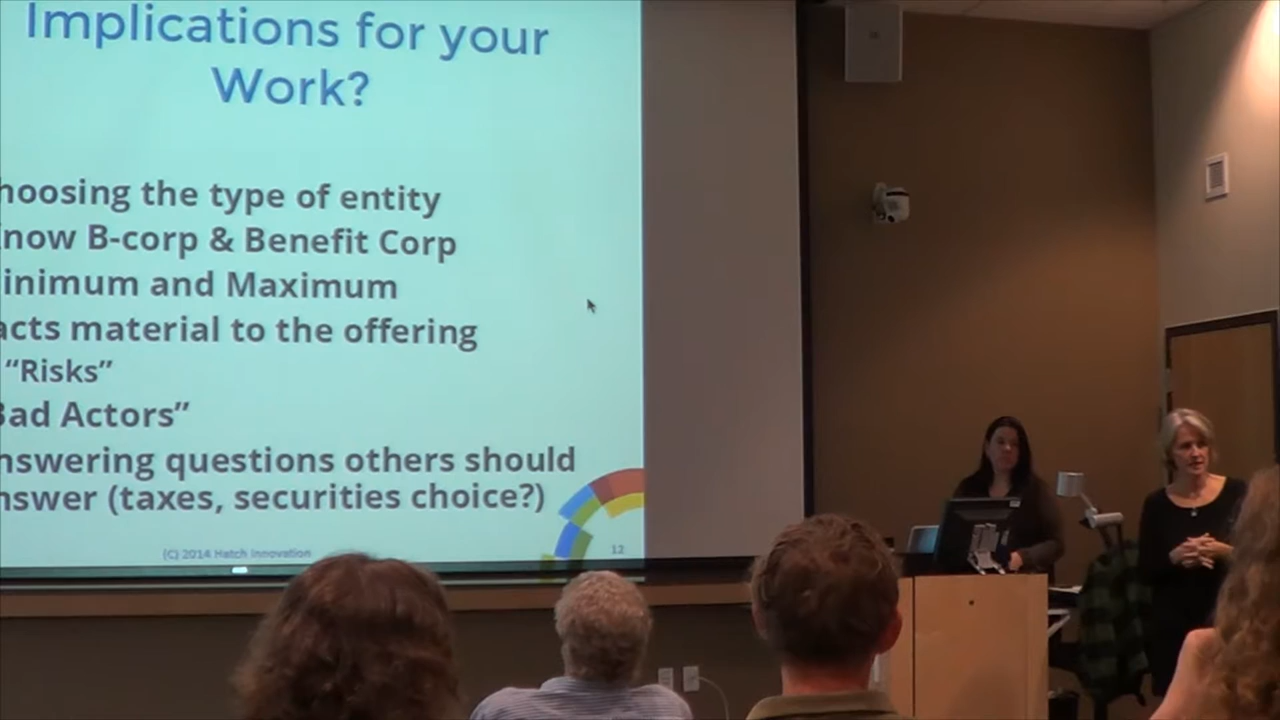 Implications for your
Work?
hoosing the type of entity
now B-corp & Benefit Corp
inimum and Maximum
acts material to the offering
"Risks"
Bad Actors"
nswering questions others should
nswer (taxes, securities choice?)
(C) 2014 Hatch Innovation
12